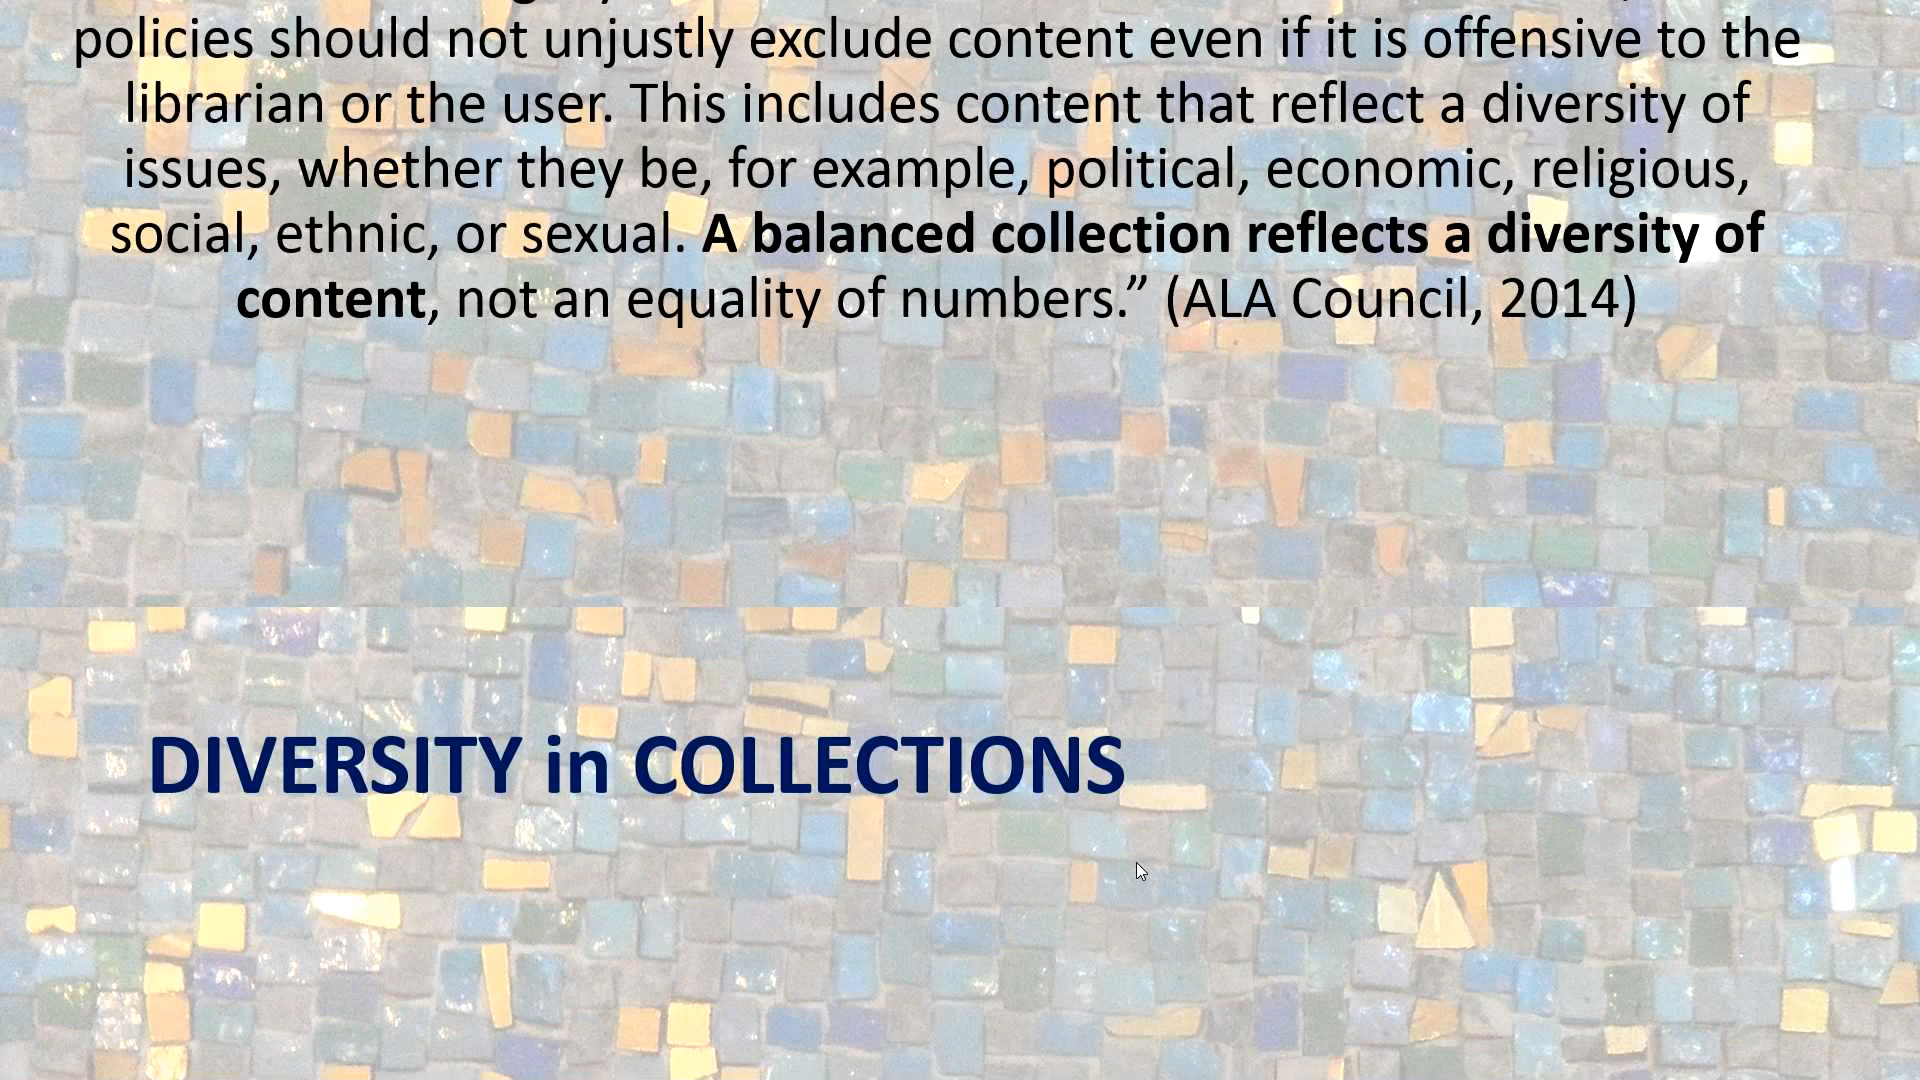 policies should not unjustly exclude content even if it is offensive to the
librarian or the user. This includes content that reflect a diversity of
issues, whether they be, for example, political, economic, religious,
social, ethnic, or sexual. A balanced collection reflects a diversity of
content, not an equality of numbers.” (ALA Council, 2014)
DIVERSITY in COLLECTIONS